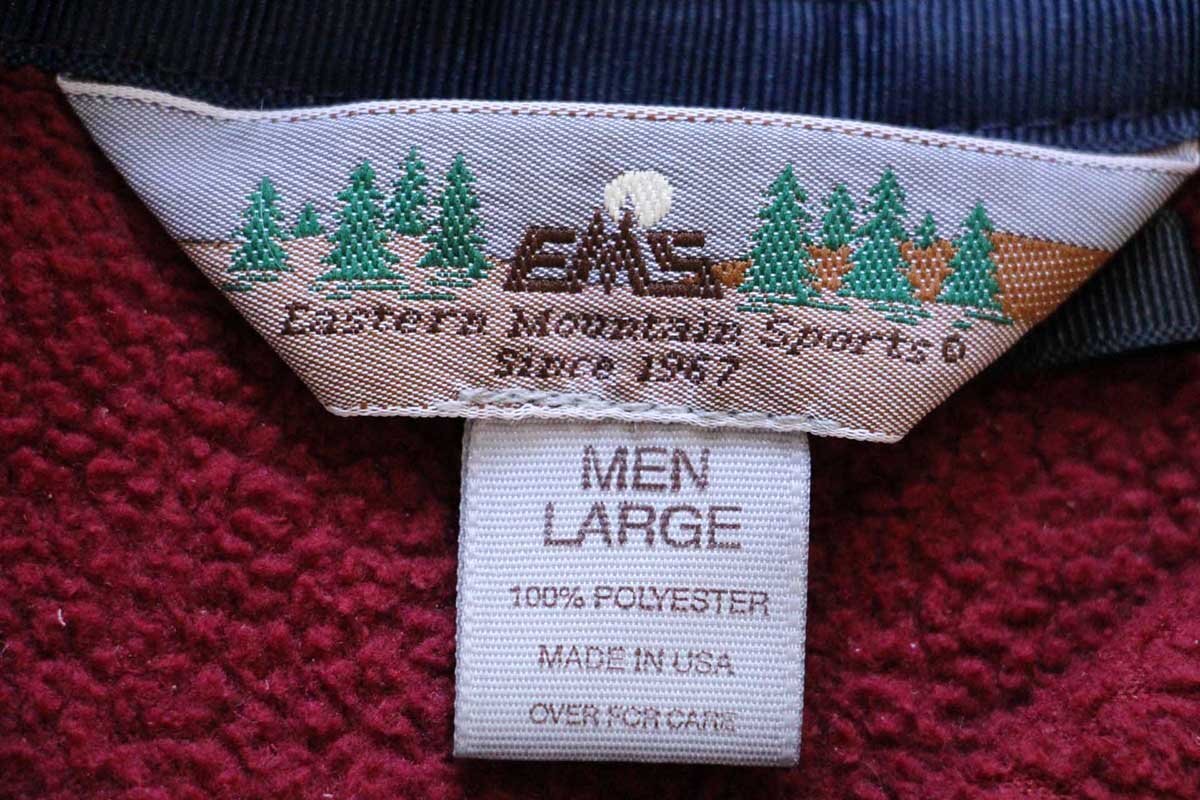 EMS
Eastern Mountain Sports©
Since 1967
MEN
LARGE
100% POLYESTER
MADE IN USA
OVER FOR CARE